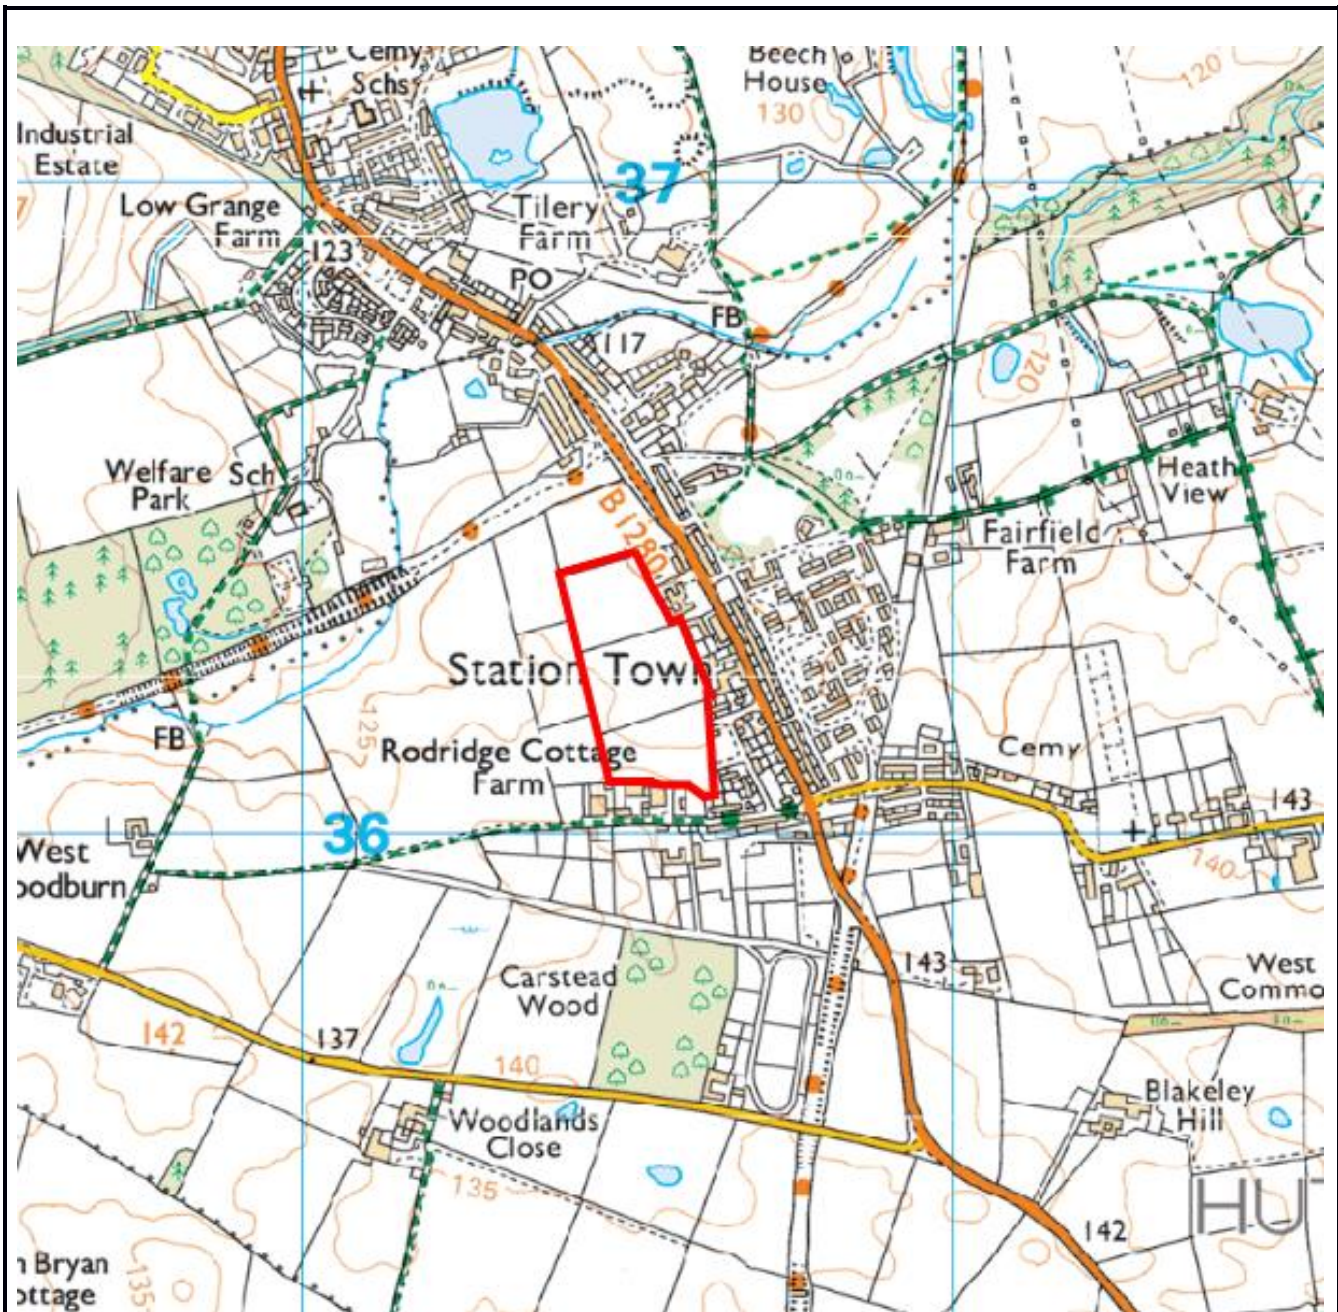 Cemy
Schs
Beech
House
120
130
Industrial
Estate
37
Low Grange
Farm
Tilery
Farm
123
PO
FB
117
120
Welfare Sch
Park
B 1280
Heath
View
Fairfield
Farm
Station Town
125
FB
Rodridge Cottage
Farm
Cemy
143
36
West
oodburn
140
Carstead
Wood
143
West
Commo
142
137
140
Blakeley
Hill
Woodlands
Close
135
HU
142
n Bryan
ottage
135